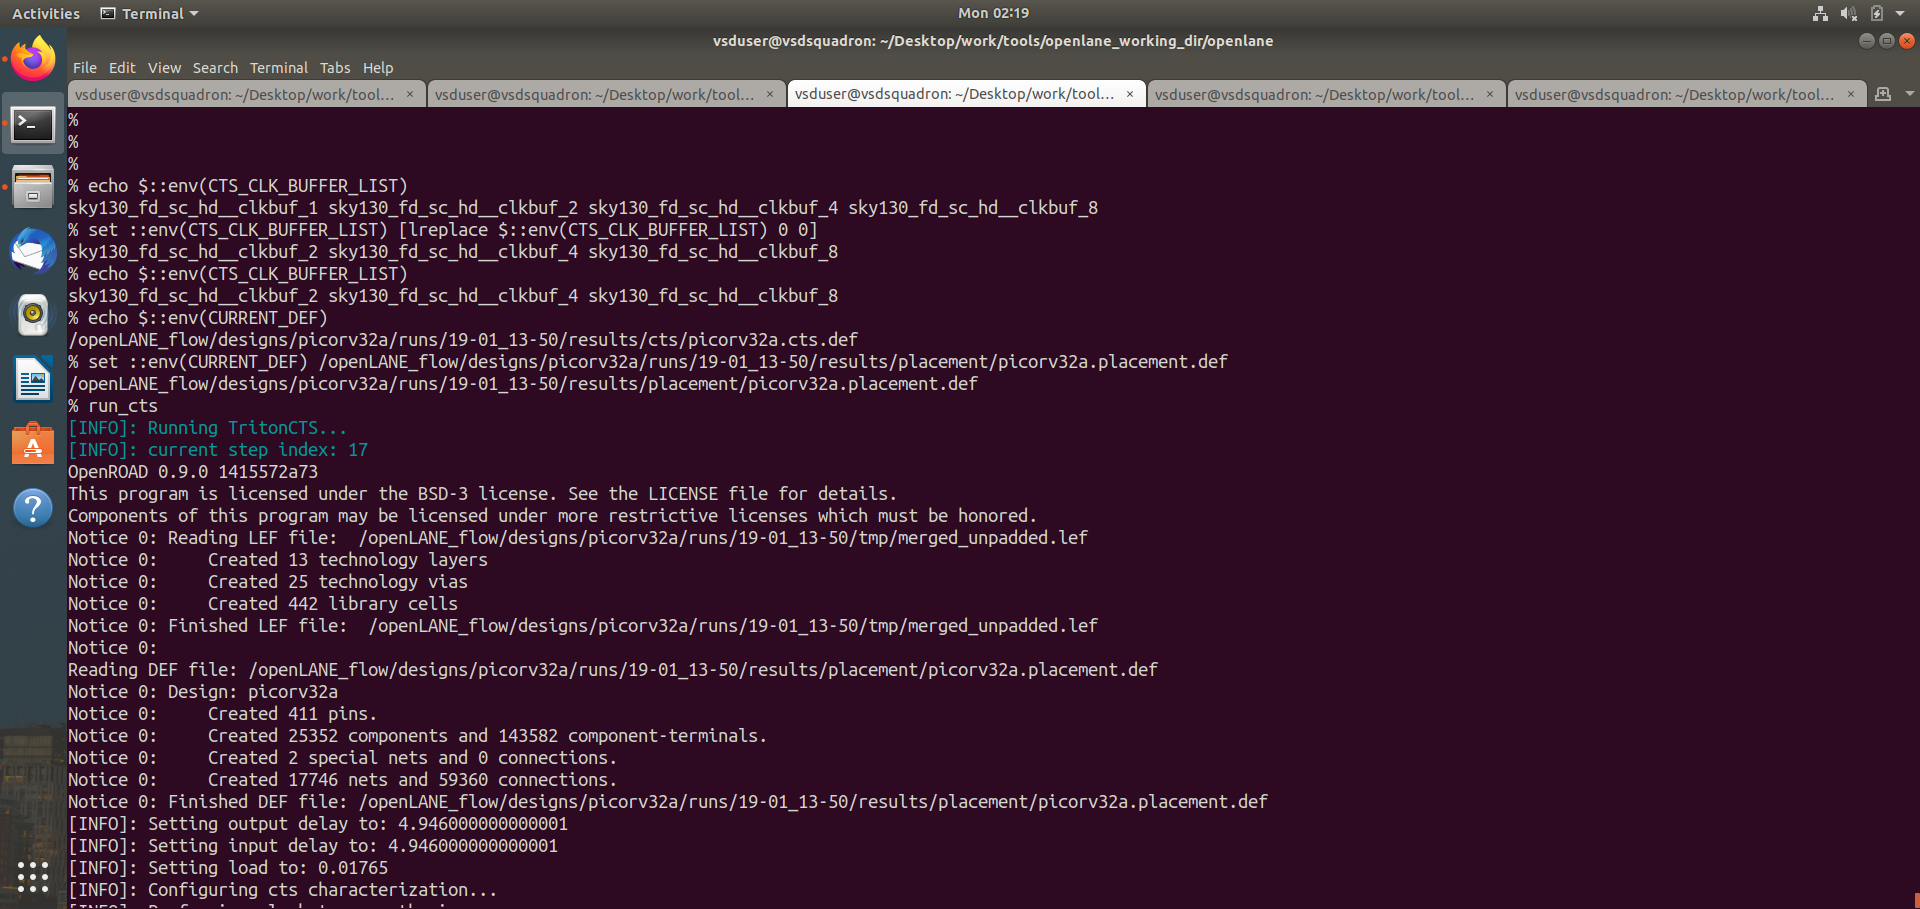 Activities
Terminal
Mon 02:19
vsduser@vsdsquadron: ~/Desktop/work/tools/openlane_working_dir/openlane
File Edit View Search Terminal Tabs Help
vsduser@vsdsquadron: ~/Desktop/work/tool... × vsduser@vsdsquadron: ~/Desktop/work/tool... × vsduser@vsdsquadron: ~/Desktop/work/tool... × vsduser@vsdsquadron: ~/Desktop/work/tool... × vsduser@vsdsquadron: ~/Desktop/work/tool... ×
%
%
%
% echo $::env(CTS_CLK_BUFFER_LIST)
sky130_fd_sc_hd__clkbuf_1 sky130_fd_sc_hd__clkbuf_2 sky130_fd_sc_hd__clkbuf_4 sky130_fd_sc_hd__clkbuf_8
% set ::env(CTS_CLK_BUFFER_LIST) [lreplace $::env(CTS_CLK_BUFFER_LIST) 0 0]
sky130_fd_sc_hd__clkbuf_2 sky130_fd_sc_hd__clkbuf_4 sky130_fd_sc_hd__clkbuf_8
% echo $::env(CTS_CLK_BUFFER_LIST)
sky130_fd_sc_hd__clkbuf_2 sky130_fd_sc_hd__clkbuf_4 sky130_fd_sc_hd__clkbuf_8
% echo $::env(CURRENT_DEF)
/openLANE_flow/designs/picorv32a/runs/19-01_13-50/results/cts/picorv32a.cts.def
% set ::env(CURRENT_DEF) /openLANE_flow/designs/picorv32a/runs/19-01_13-50/results/placement/picorv32a.placement.def
/openLANE_flow/designs/picorv32a/runs/19-01_13-50/results/placement/picorv32a.placement.def
% run_cts
[INFO]: Running TritonCTS...
[INFO]: current step index: 17
OpenROAD 0.9.0 1415572a73
This program is licensed under the BSD-3 license. See the LICENSE file for details.
Components of this program may be licensed under more restrictive licenses which must be honored.
Notice 0: Reading LEF file:  /openLANE_flow/designs/picorv32a/runs/19-01_13-50/tmp/merged_unpadded.lef
Notice 0:     Created 13 technology layers
Notice 0:     Created 25 technology vias
Notice 0:     Created 442 library cells
Notice 0: Finished LEF file:  /openLANE_flow/designs/picorv32a/runs/19-01_13-50/tmp/merged_unpadded.lef
Notice 0:
Reading DEF file: /openLANE_flow/designs/picorv32a/runs/19-01_13-50/results/placement/picorv32a.placement.def
Notice 0: Design: picorv32a
Notice 0:     Created 411 pins.
Notice 0:     Created 25352 components and 143582 component-terminals.
Notice 0:     Created 2 special nets and 0 connections.
Notice 0:     Created 17746 nets and 59360 connections.
Notice 0: Finished DEF file: /openLANE_flow/designs/picorv32a/runs/19-01_13-50/results/placement/picorv32a.placement.def
[INFO]: Setting output delay to: 4.946000000000001
[INFO]: Setting input delay to: 4.946000000000001
[INFO]: Setting load to: 0.01765
[INFO]: Configuring cts characterization...